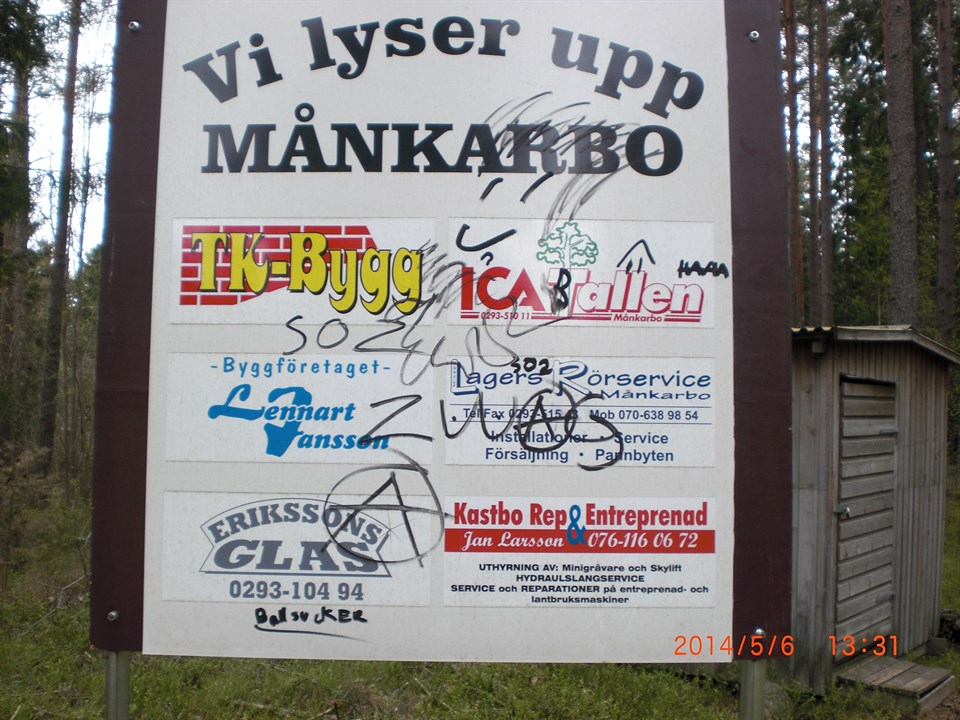 Vi lyser upp
MÅNKARBO
TK-Bygg
ICA Tallen
0293-510 11
Månkarbo
HAAA
-Byggföretaget-
Lennart
Jansson
Lagers Rörservice
Månkarbo
Tel Fax Mob 070-638 98 54
Installationer · Service
Försäljning · Pannbyten
ERIKSSONS
GLAS
0293-104 94
Kastbo Rep & Entreprenad
Jan Larsson 076-116 06 72
UTHYRNING AV: Minigrävare och Skylift
HYDRAULSLANGSERVICE
SERVICE och REPARATIONER på entreprenad- och
lantbruksmaskiner
2014/5/6 13:31